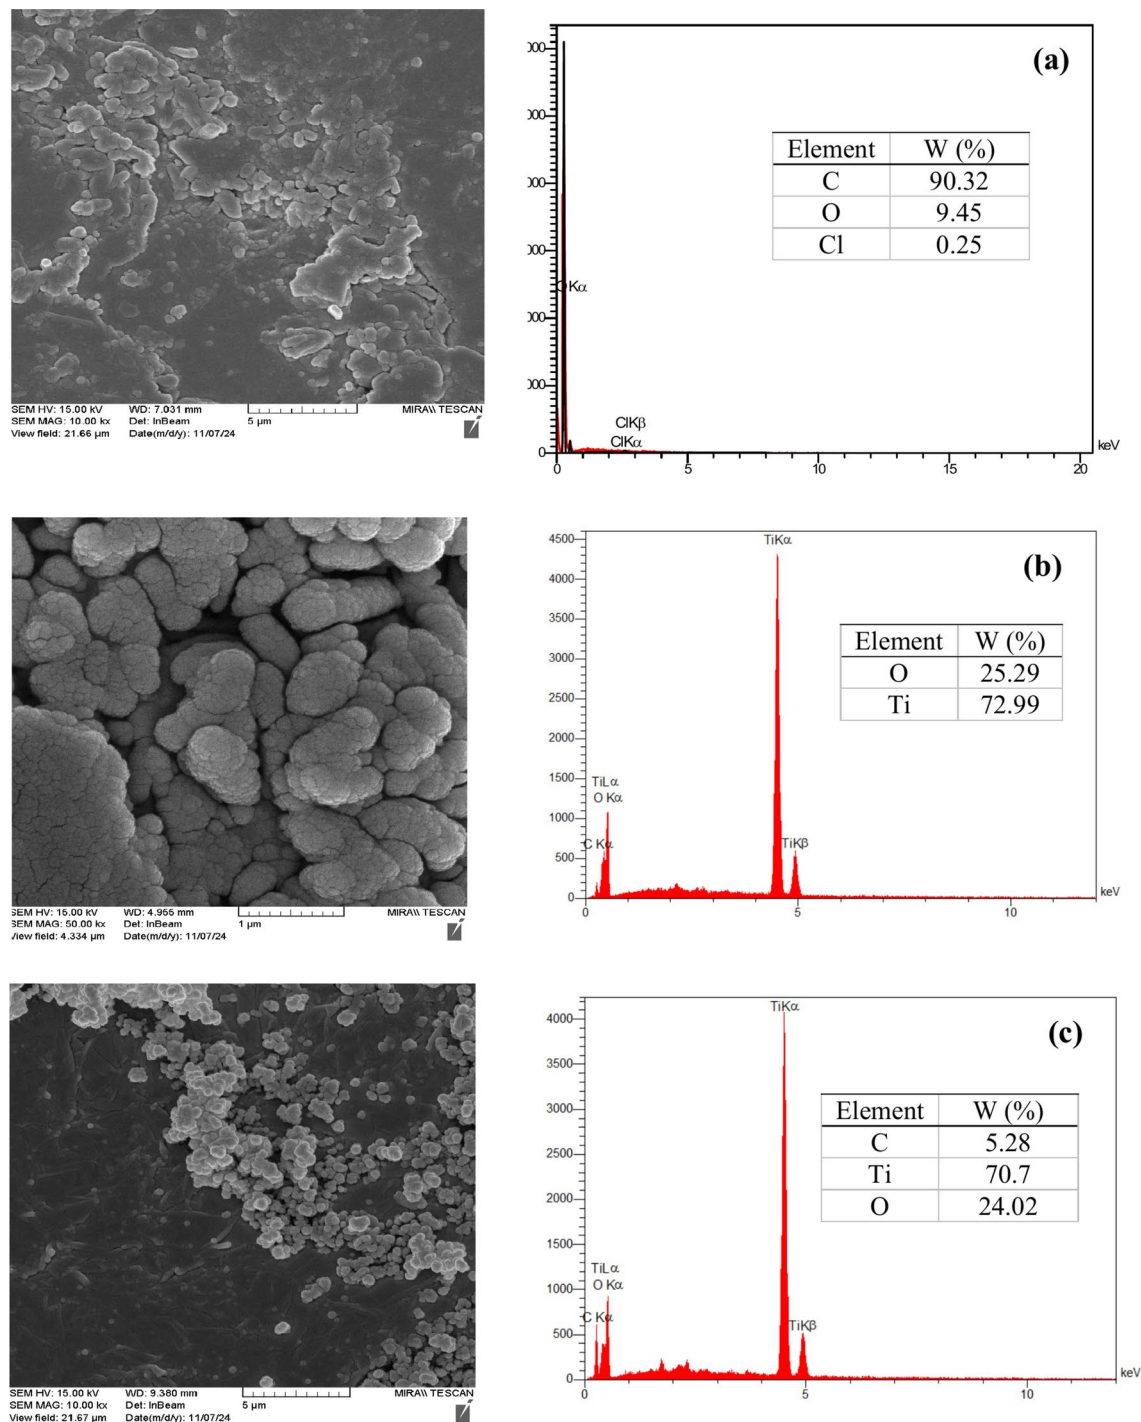 SEM HV: 15.00 kV WD: 7.031 mm MIRA\\ TESCAN
SEM MAG: 10.00 kx Det: InBeam 5 µm
View field: 21.66 µm Date(m/d/y): 11/07/24
(a)
Element W (%)
C 90.32
O 9.45
Cl 0.25
Kα
ClKβ
ClKα
0
0 5 10 15 20
keV
SEM HV: 15.00 kV WD: 4.955 mm MIRA\\ TESCAN
SEM MAG: 50.00 kx Det: InBeam 1 µm
View field: 4.334 µm Date(m/d/y): 11/07/24
(b)
4500
4000
3500
3000
2500
2000
1500
1000
500
0
TiKα
Element W (%)
O 25.29
Ti 72.99
TiLα
O Kα
C Kα
TiKβ
0 5 10
keV
SEM HV: 15.00 kV WD: 9.380 mm MIRA\\ TESCAN
SEM MAG: 10.00 kx Det: InBeam 5 µm
View field: 21.67 µm Date(m/d/y): 11/07/24
(c)
4000
3500
4000
3000
2500
2000
4000
1000
500
0
TiKα
Element W (%)
C 5.28
Ti 70.7
O 24.02
TiLα
O Kα
C Kα
TiKβ
0 5 10
keV